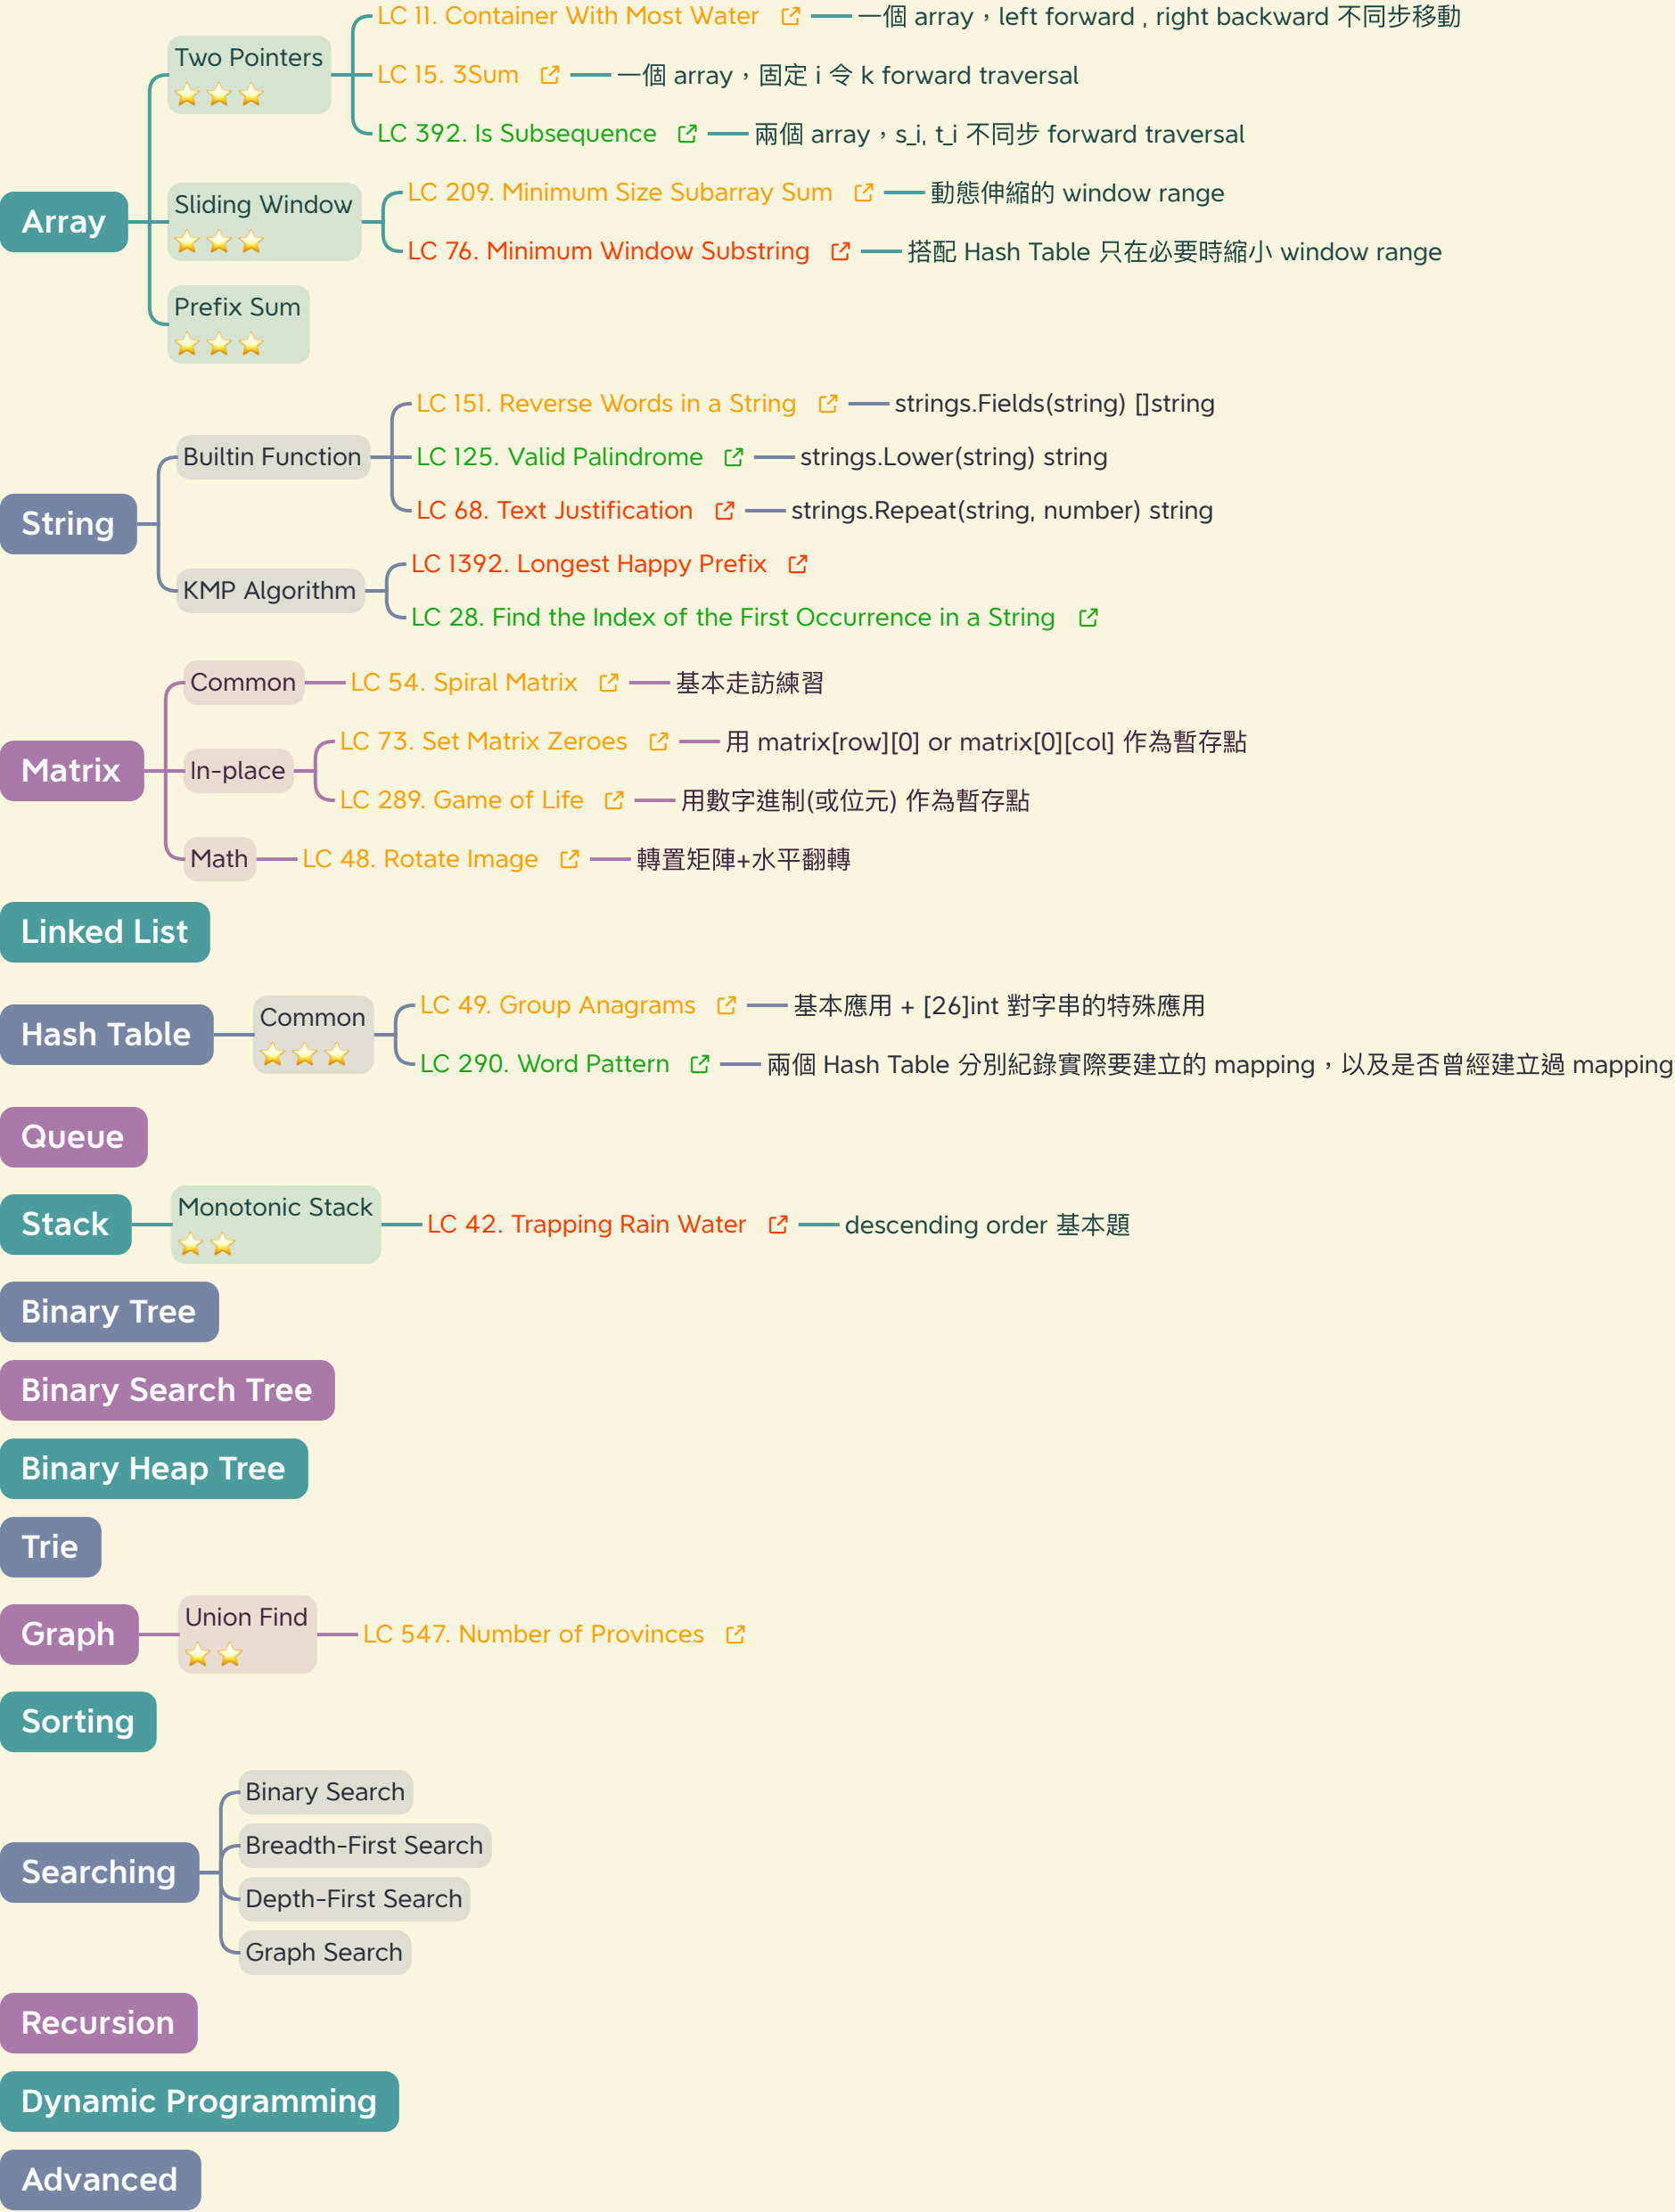 Array
Two Pointers
⭐⭐⭐
LC 11. Container With Most Water
一個 array，left forward , right backward 不同步移動
LC 15. 3Sum
一個 array，固定 i 令 k forward traversal
LC 392. Is Subsequence
兩個 array，s_i, t_i 不同步 forward traversal
Sliding Window
⭐⭐⭐
LC 209. Minimum Size Subarray Sum
動態伸縮的 window range
LC 76. Minimum Window Substring
搭配 Hash Table 只在必要時縮小 window range
Prefix Sum
⭐⭐⭐
String
Builtin Function
LC 151. Reverse Words in a String
strings.Fields(string) []string
LC 125. Valid Palindrome
strings.Lower(string) string
LC 68. Text Justification
strings.Repeat(string, number) string
KMP Algorithm
LC 1392. Longest Happy Prefix
LC 28. Find the Index of the First Occurrence in a String
Matrix
Common
LC 54. Spiral Matrix
基本走訪練習
In-place
LC 73. Set Matrix Zeroes
用 matrix[row][0] or matrix[0][col] 作為暫存點
LC 289. Game of Life
用數字進制(或位元) 作為暫存點
Math
LC 48. Rotate Image
轉置矩陣+水平翻轉
Linked List
Hash Table
Common
⭐⭐⭐
LC 49. Group Anagrams
基本應用 + [26]int 對字串的特殊應用
LC 290. Word Pattern
兩個 Hash Table 分別紀錄實際要建立的 mapping，以及是否曾經建立過 mapping
Queue
Stack
Monotonic Stack
⭐⭐
LC 42. Trapping Rain Water
descending order 基本題
Binary Tree
Binary Search Tree
Binary Heap Tree
Trie
Graph
Union Find
⭐⭐
LC 547. Number of Provinces
Sorting
Searching
Binary Search
Breadth-First Search
Depth-First Search
Graph Search
Recursion
Dynamic Programming
Advanced